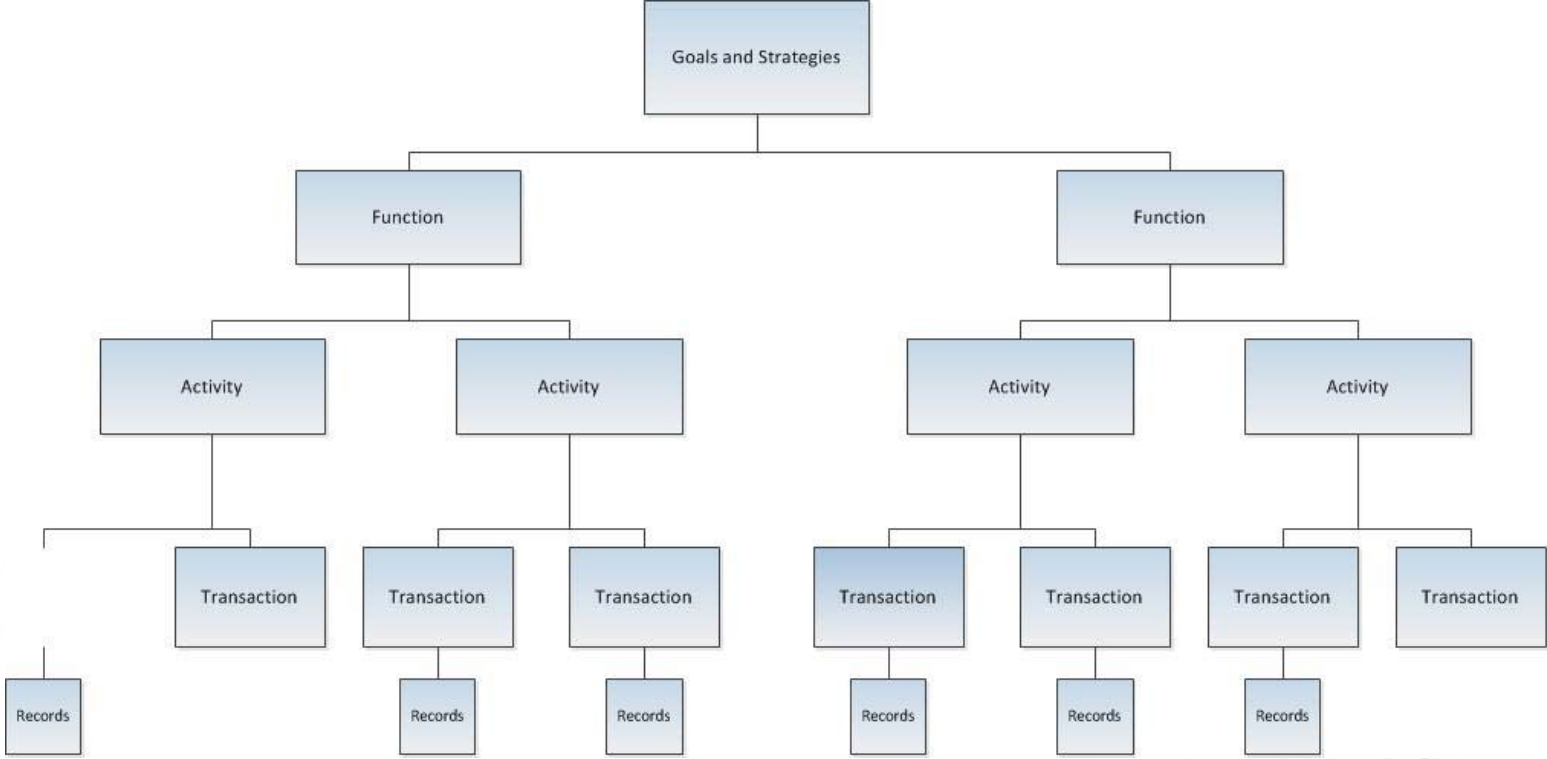 Goals and Strategies
Function
Function
Activity
Activity
Activity
Activity
Transaction
Transaction
Transaction
Transaction
Transaction
Transaction
Transaction
Records
Records
Records
Records
Records
Records